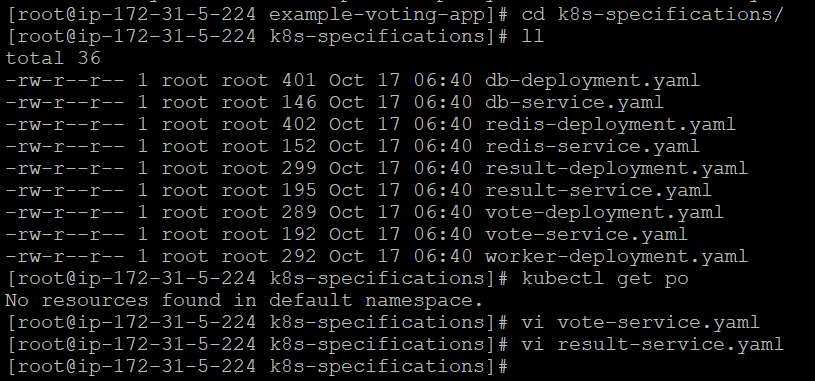 [root@ip-172-31-5-224 example-voting-app]# cd k8s-specifications/
[root@ip-172-31-5-224 k8s-specifications]# ll
total 36
-rw-r--r-- 1 root root 401 Oct 17 06:40 db-deployment.yaml
-rw-r--r-- 1 root root 146 Oct 17 06:40 db-service.yaml
-rw-r--r-- 1 root root 402 Oct 17 06:40 redis-deployment.yaml
-rw-r--r-- 1 root root 152 Oct 17 06:40 redis-service.yaml
-rw-r--r-- 1 root root 299 Oct 17 06:40 result-deployment.yaml
-rw-r--r-- 1 root root 195 Oct 17 06:40 result-service.yaml
-rw-r--r-- 1 root root 289 Oct 17 06:40 vote-deployment.yaml
-rw-r--r-- 1 root root 192 Oct 17 06:40 vote-service.yaml
-rw-r--r-- 1 root root 292 Oct 17 06:40 worker-deployment.yaml
[root@ip-172-31-5-224 k8s-specifications]# kubectl get po
No resources found in default namespace.
[root@ip-172-31-5-224 k8s-specifications]# vi vote-service.yaml
[root@ip-172-31-5-224 k8s-specifications]# vi result-service.yaml
[root@ip-172-31-5-224 k8s-specifications]#